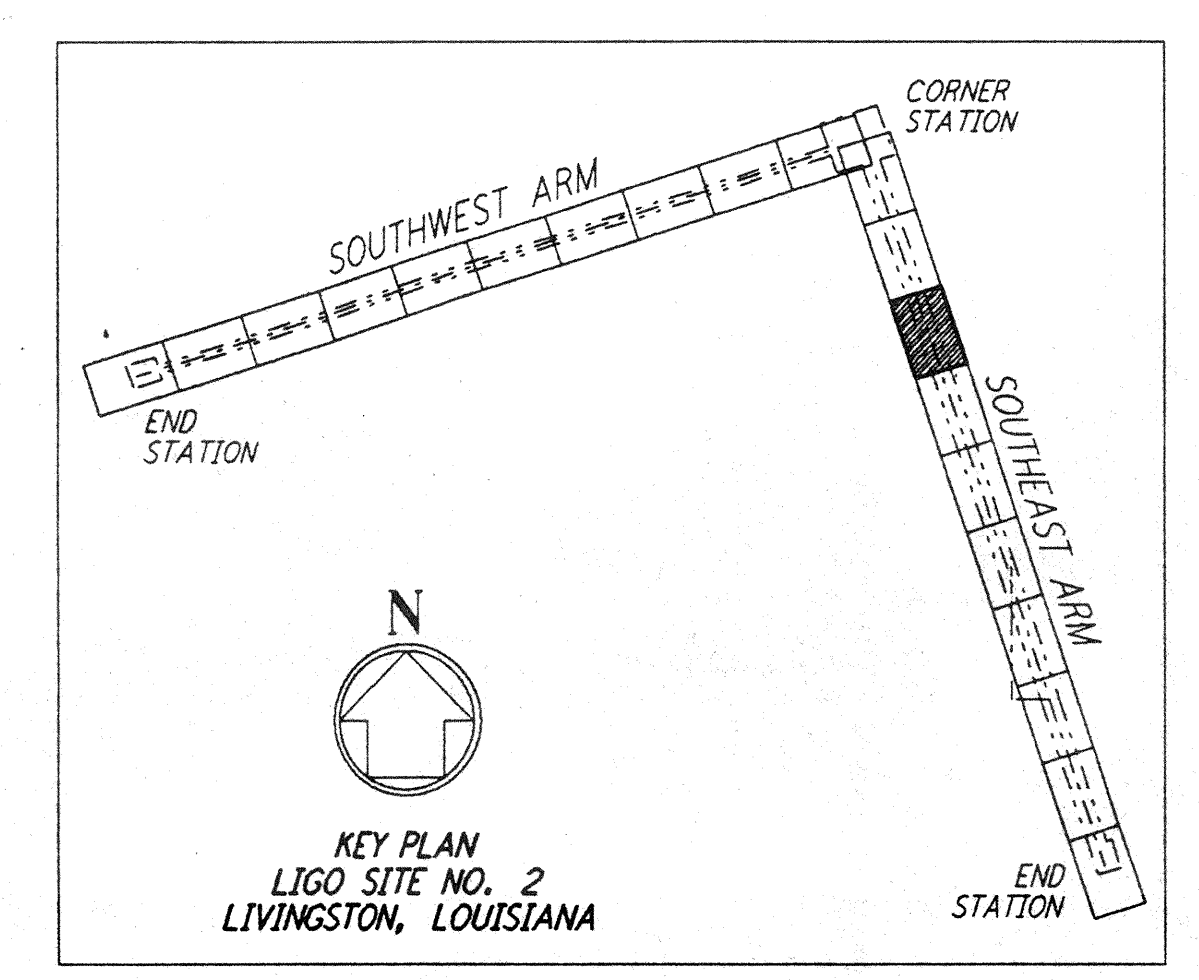 CORNER
STATION
SOUTHWEST ARM
SOUTHEAST ARM
END
STATION
N
KEY PLAN
LIGO SITE NO. 2
LIVINGSTON, LOUISIANA
END
STATION